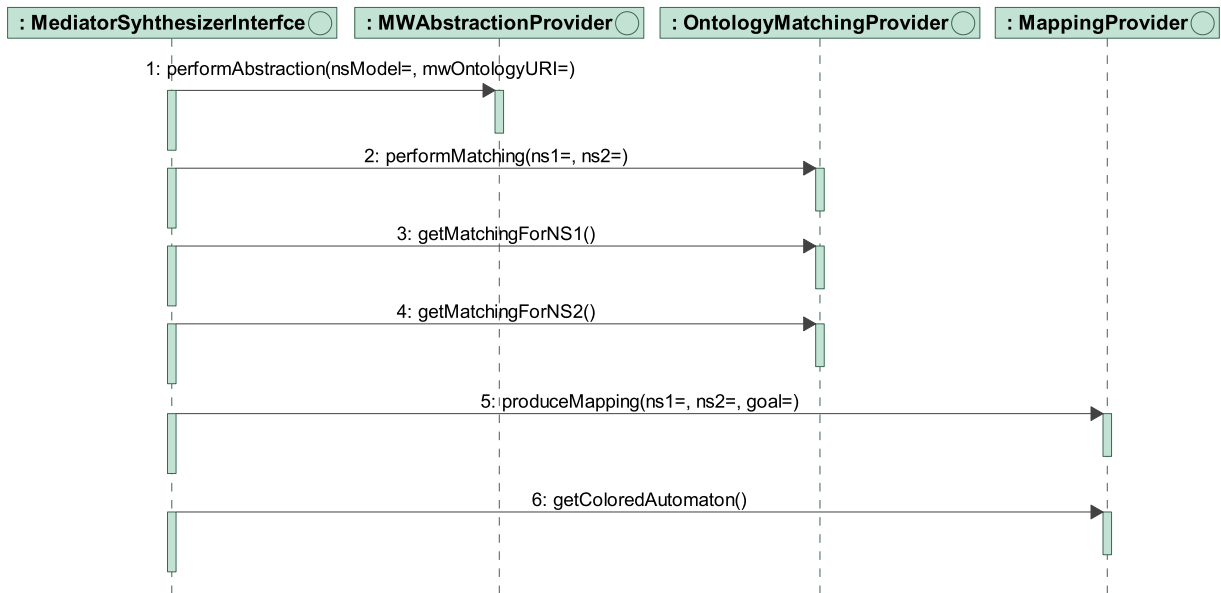 : MediatorSyhthesizerInterfce
: MWAbstractionProvider
: OntologyMatchingProvider
: MappingProvider
1: performAbstraction(nsModel=, mwOntologyURI=)
2: performMatching(ns1=, ns2=)
3: getMatchingForNS1()
4: getMatchingForNS2()
5: produceMapping(ns1=, ns2=, goal=)
6: getColoredAutomaton()